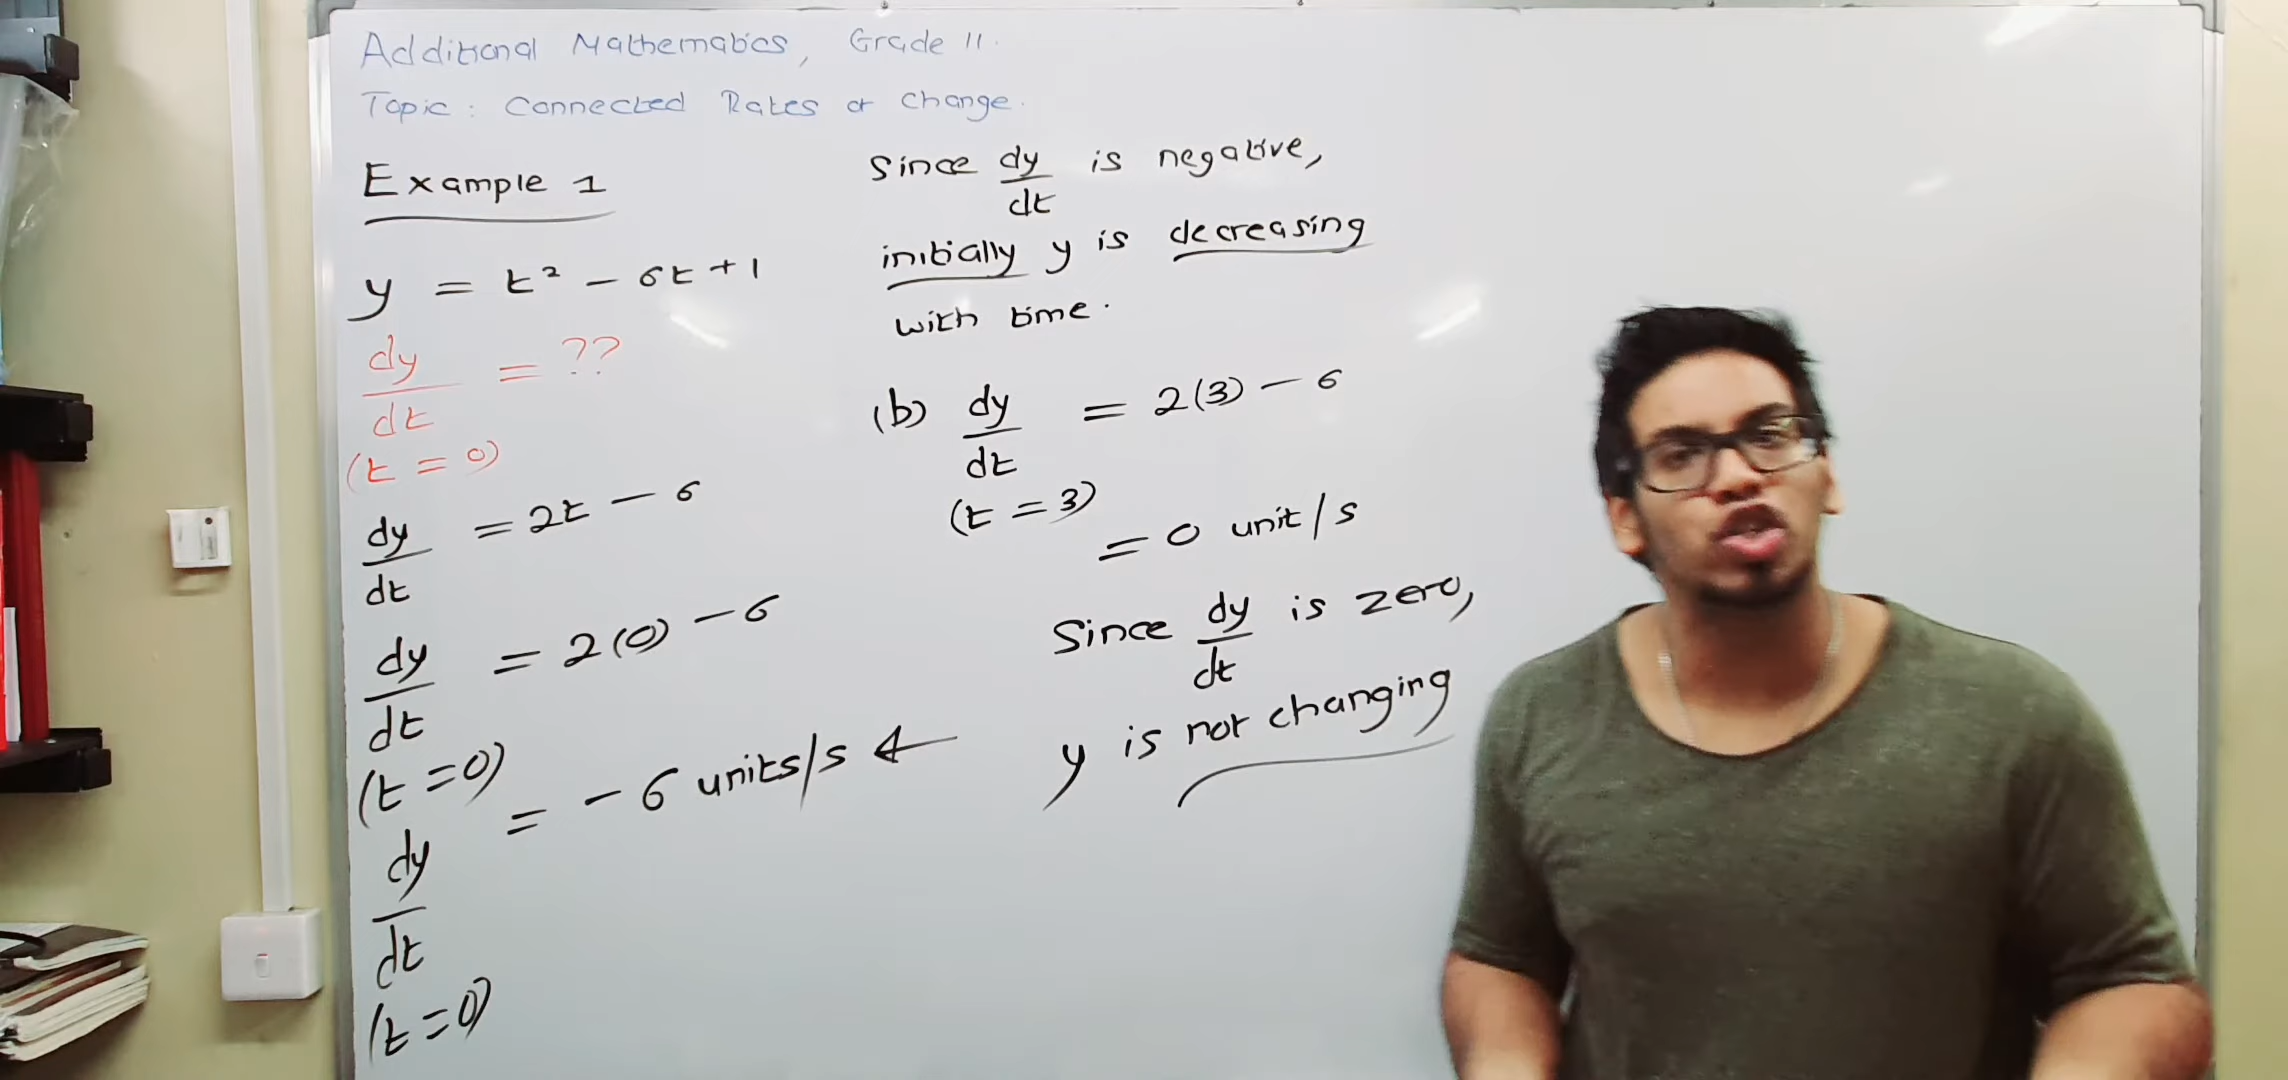 Additional Mathematics, Grade 11.
Topic: Connected Rates of Change.
Example 1
y = t² - 6t + 1
dy/dt = ??
(t = 0)
dy/dt = 2t - 6
dy/dt = 2(0) - 6
(t = 0)
= - 6 units/s ←
dy/dt
(t = 0)
Since dy/dt is negative,
initially y is decreasing
with time.
(b) dy/dt = 2(3) - 6
(t = 3)
= 0 unit/s
Since dy/dt is zero,
y is not changing